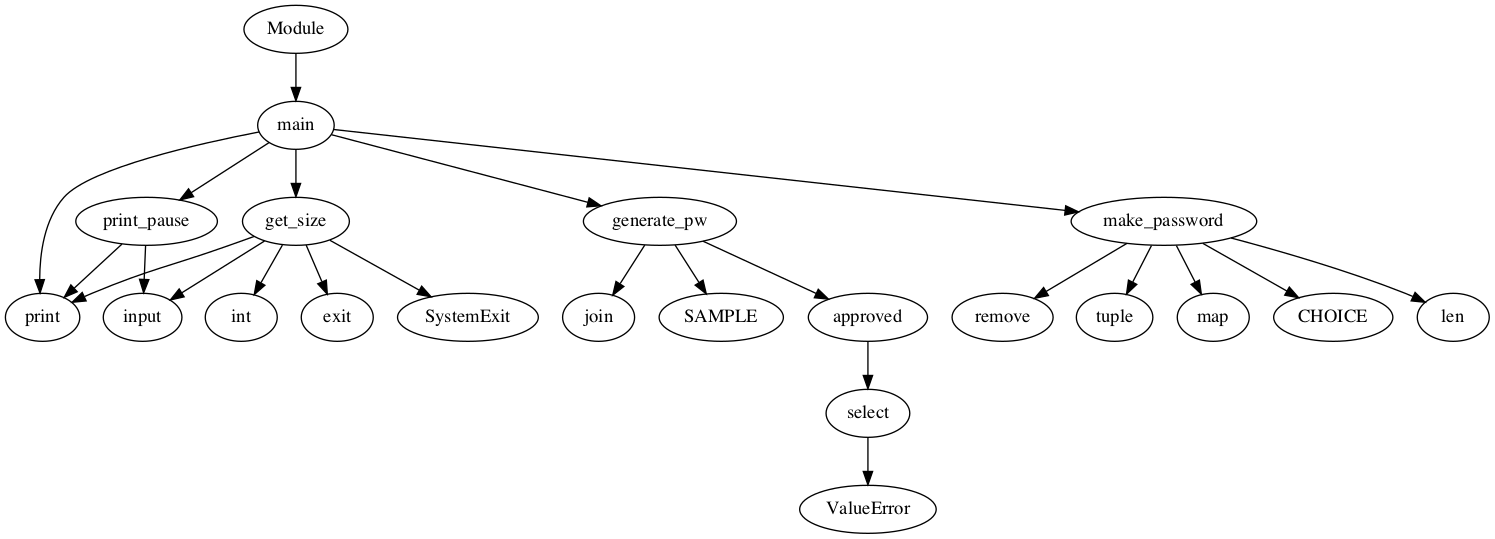 Module
main
print_pause
get_size
generate_pw
make_password
print
input
int
exit
SystemExit
join
SAMPLE
approved
remove
tuple
map
CHOICE
len
select
ValueError